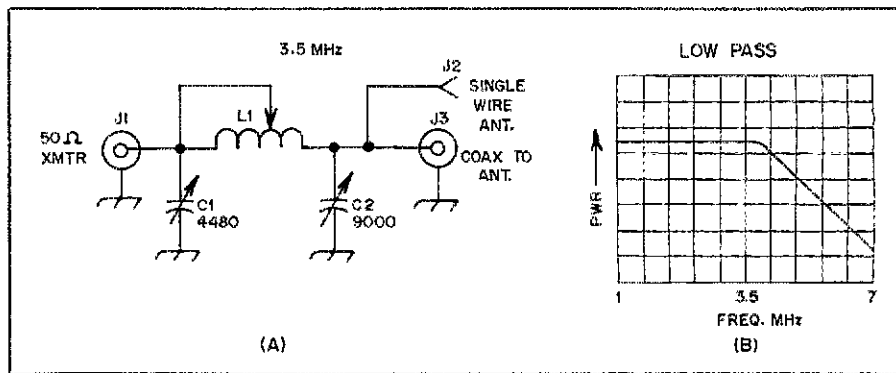 3.5 MHz
J2
SINGLE
WIRE
ANT.
J1
L1
J3
50Ω
XMTR
COAX TO
ANT.
C1
4480
C2
9000
(A)
LOW PASS
PWR
1
3.5
7
FREQ. MHz
(B)